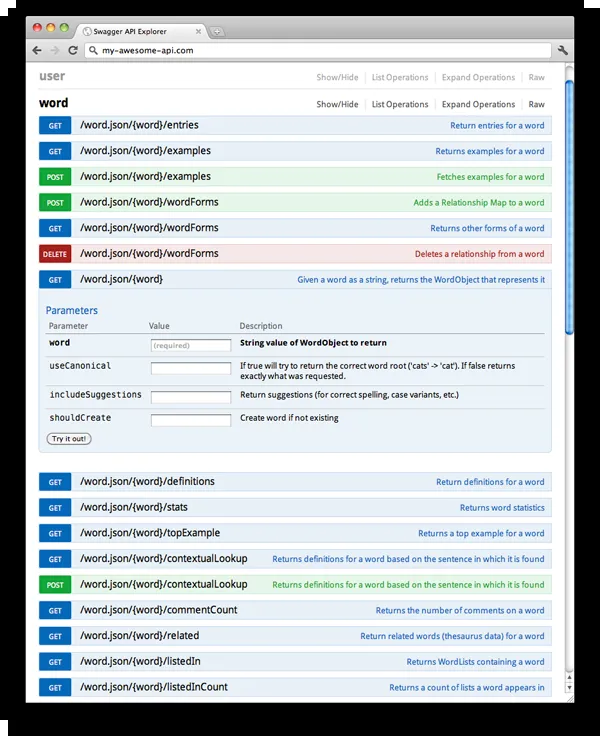 Swagger API Explorer
my-awesome-api.com
user Show/Hide List Operations Expand Operations Raw
word Show/Hide List Operations Expand Operations Raw
GET /word.json/{word}/entries Return entries for a word
GET /word.json/{word}/examples Returns examples for a word
POST /word.json/{word}/examples Fetches examples for a word
POST /word.json/{word}/wordForms Adds a Relationship Map to a word
GET /word.json/{word}/wordForms Returns other forms of a word
DELETE /word.json/{word}/wordForms Deletes a relationship from a word
GET /word.json/{word} Given a word as a string, returns the WordObject that represents it
Parameters
Parameter Value Description
word (required) String value of WordObject to return
useCanonical If true will try to return the correct word root ('cats' -> 'cat'). If false returns
exactly what was requested.
includeSuggestions Return suggestions (for correct spelling, case variants, etc.)
shouldCreate Create word if not existing
Try it out!
GET /word.json/{word}/definitions Return definitions for a word
GET /word.json/{word}/stats Returns word statistics
GET /word.json/{word}/topExample Returns a top example for a word
GET /word.json/{word}/contextualLookup Returns definitions for a word based on the sentence in which it is found
POST /word.json/{word}/contextualLookup Returns definitions for a word based on the sentence in which it is found
GET /word.json/{word}/commentCount Returns the number of comments on a word
GET /word.json/{word}/related Return related words (thesaurus data) for a word
GET /word.json/{word}/listedIn Returns WordLists containing a word
GET /word.json/{word}/listedInCount Returns a count of lists a word appears in